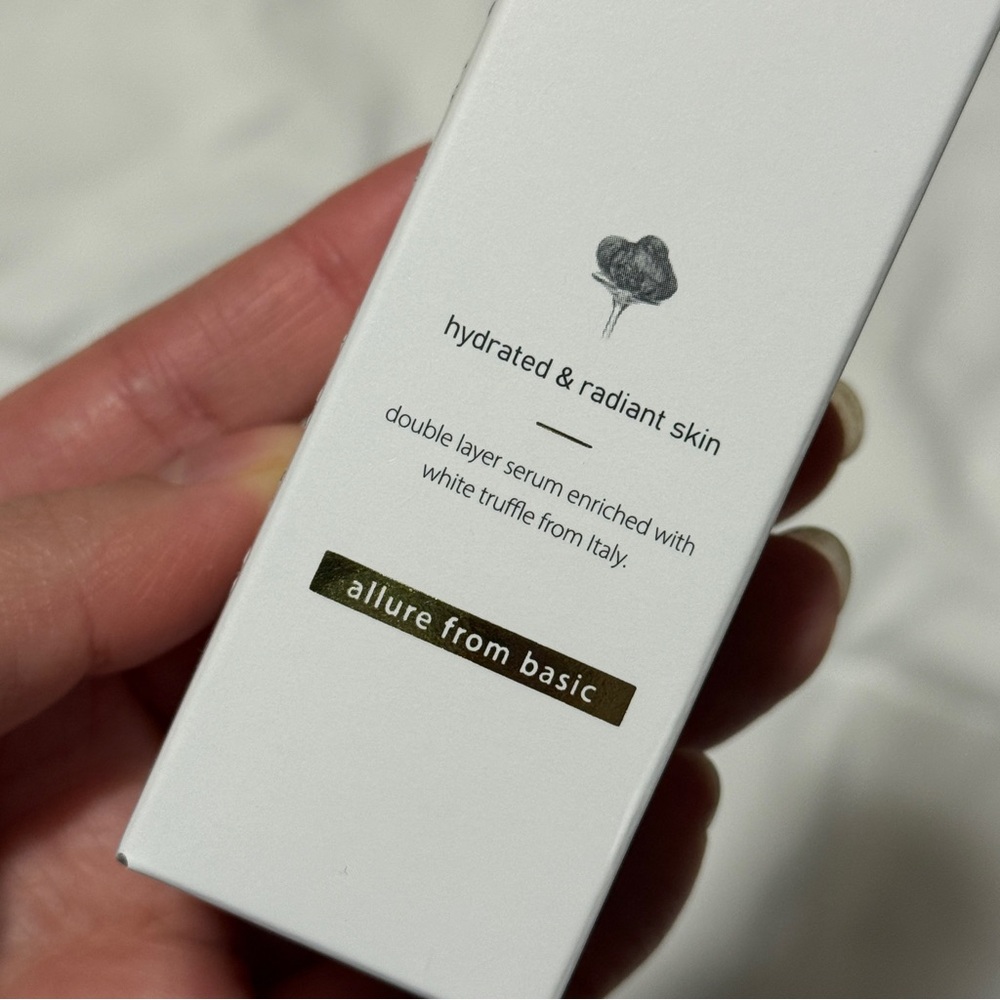 hydrated & radiant skin
double layer serum enriched with
white truffle from Italy.
allure from basic